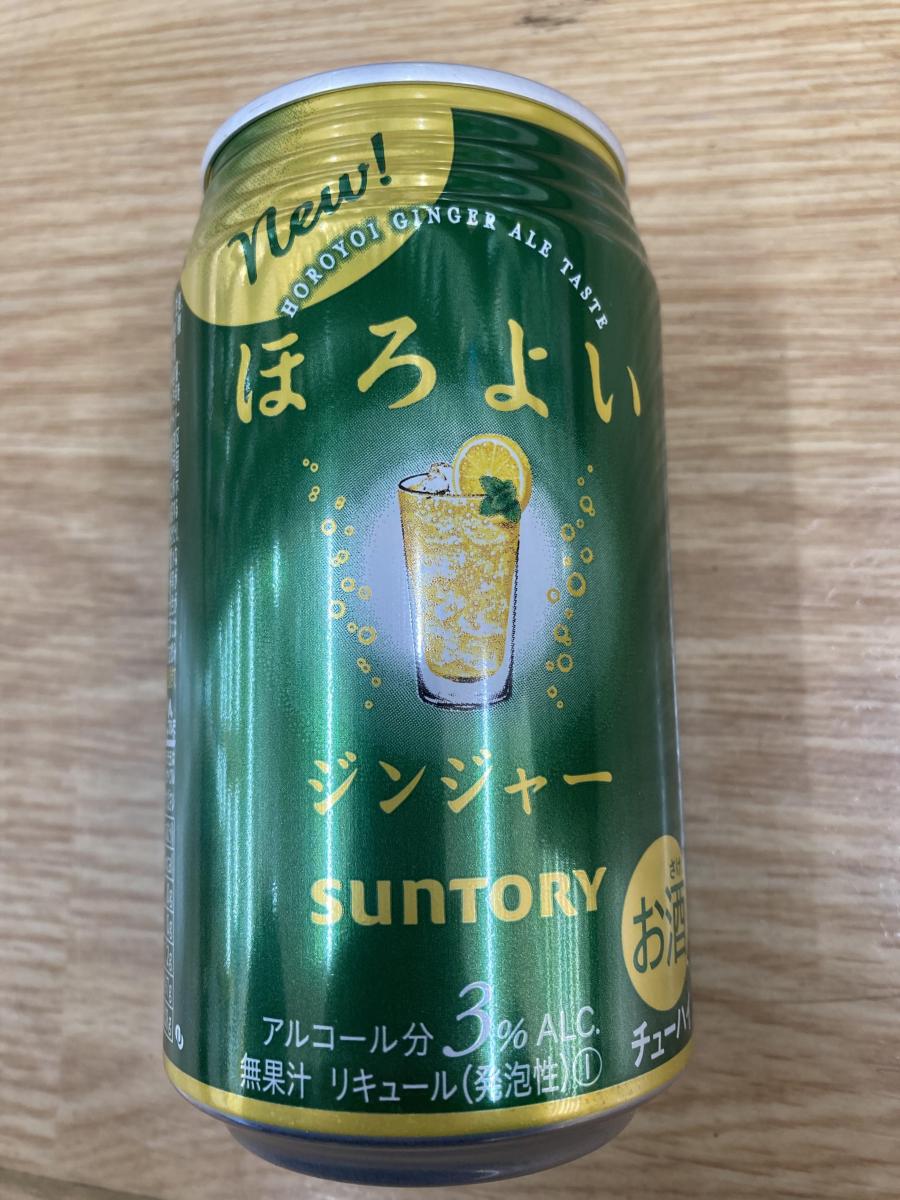 New!
HOROYOI GINGER ALE TASTE
ほろよい
ジンジャー
SUNTORY
さけ
お酒
チューハイ
アルコール分 3% ALC.
無果汁 リキュール(発泡性)①